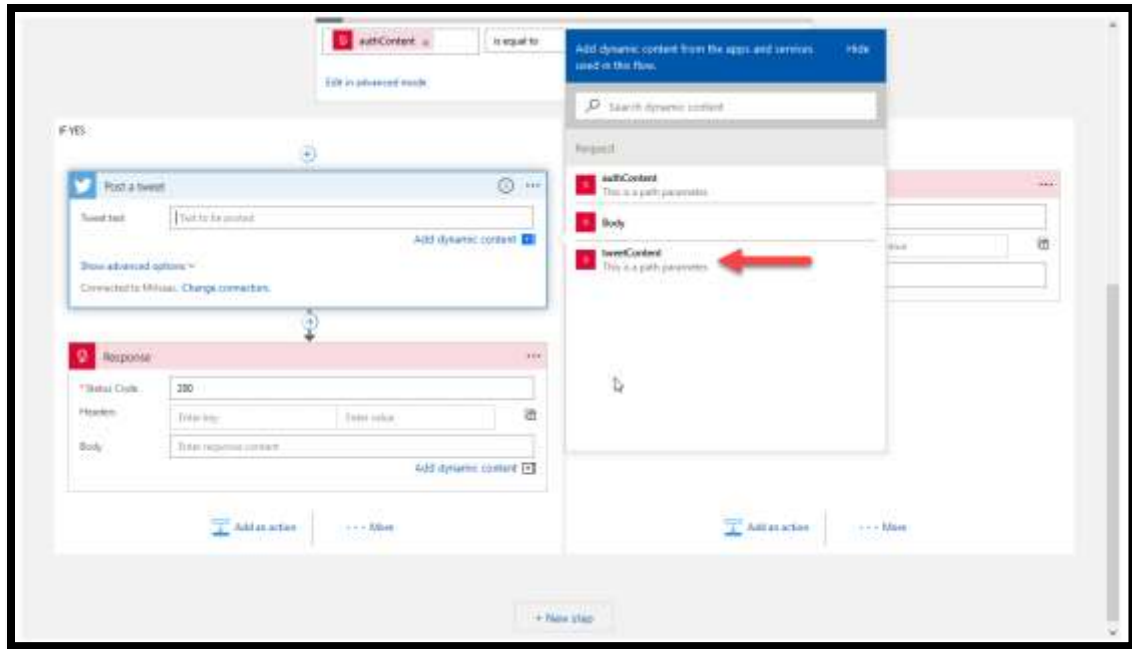 authContent
is equal to
Edit in advanced mode
Add dynamic content from the apps and services
used in this flow.
Hide
Search dynamic content
IF YES
Request
Post a tweet
authContent
This is a path parameter.
Tweet text
Text to be posted
Body
Add dynamic content
tweetContent
This is a path parameter.
Show advanced options
Connected to Change connection.
Response
* Status Code
200
Headers
Enter key
Enter value
Body
Enter response content
Add dynamic content
Add an action
... More
Add an action
... More
+ New step